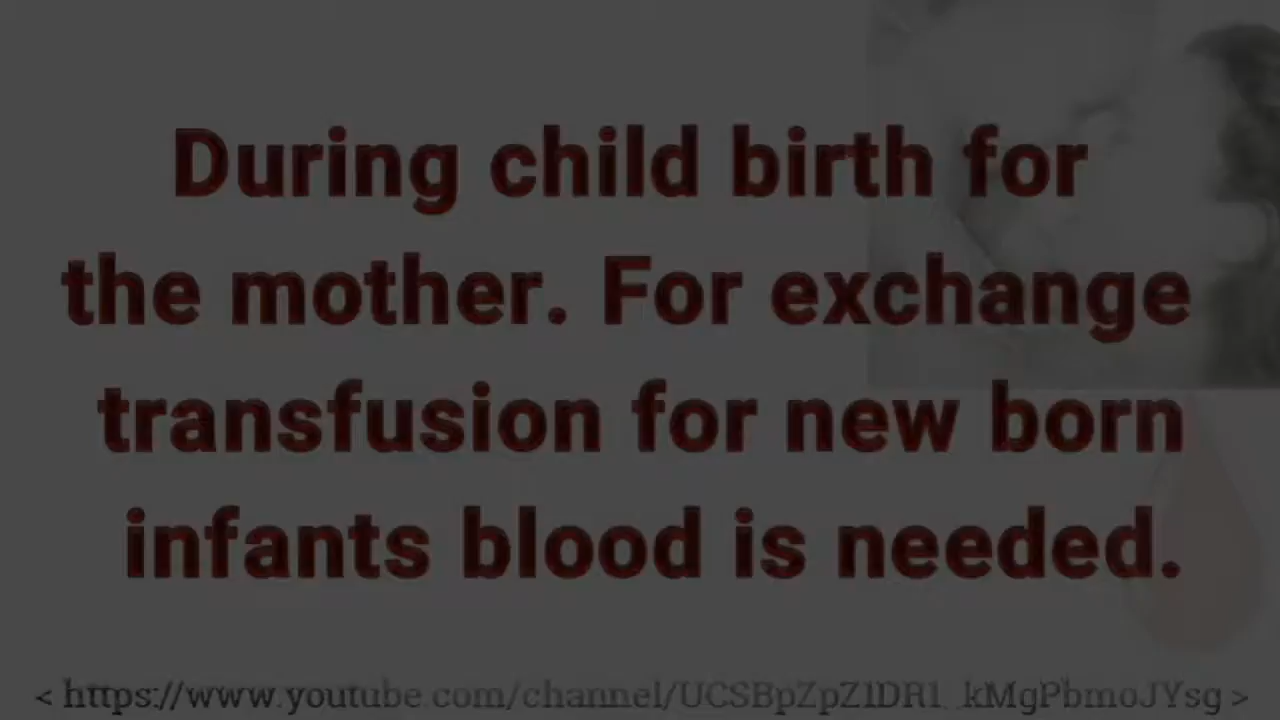 During child birth for
the mother. For exchange
transfusion for new born
infants blood is needed.
< https://www.youtube.com/channel/UCSBpZpZ1DR1_kMgPbmoJYsg >